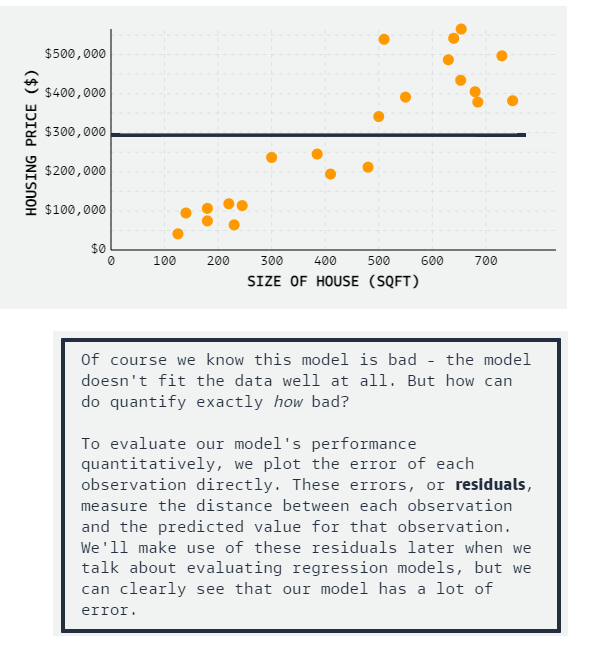 $500,000
$400,000
$300,000
$200,000
$100,000
$0
HOUSING PRICE ($)
0 100 200 300 400 500 600 700
SIZE OF HOUSE (SQFT)
Of course we know this model is bad - the model
doesn't fit the data well at all. But how can
do quantify exactly how bad?
To evaluate our model's performance
quantitatively, we plot the error of each
observation directly. These errors, or residuals,
measure the distance between each observation
and the predicted value for that observation.
We'll make use of these residuals later when we
talk about evaluating regression models, but we
can clearly see that our model has a lot of
error.